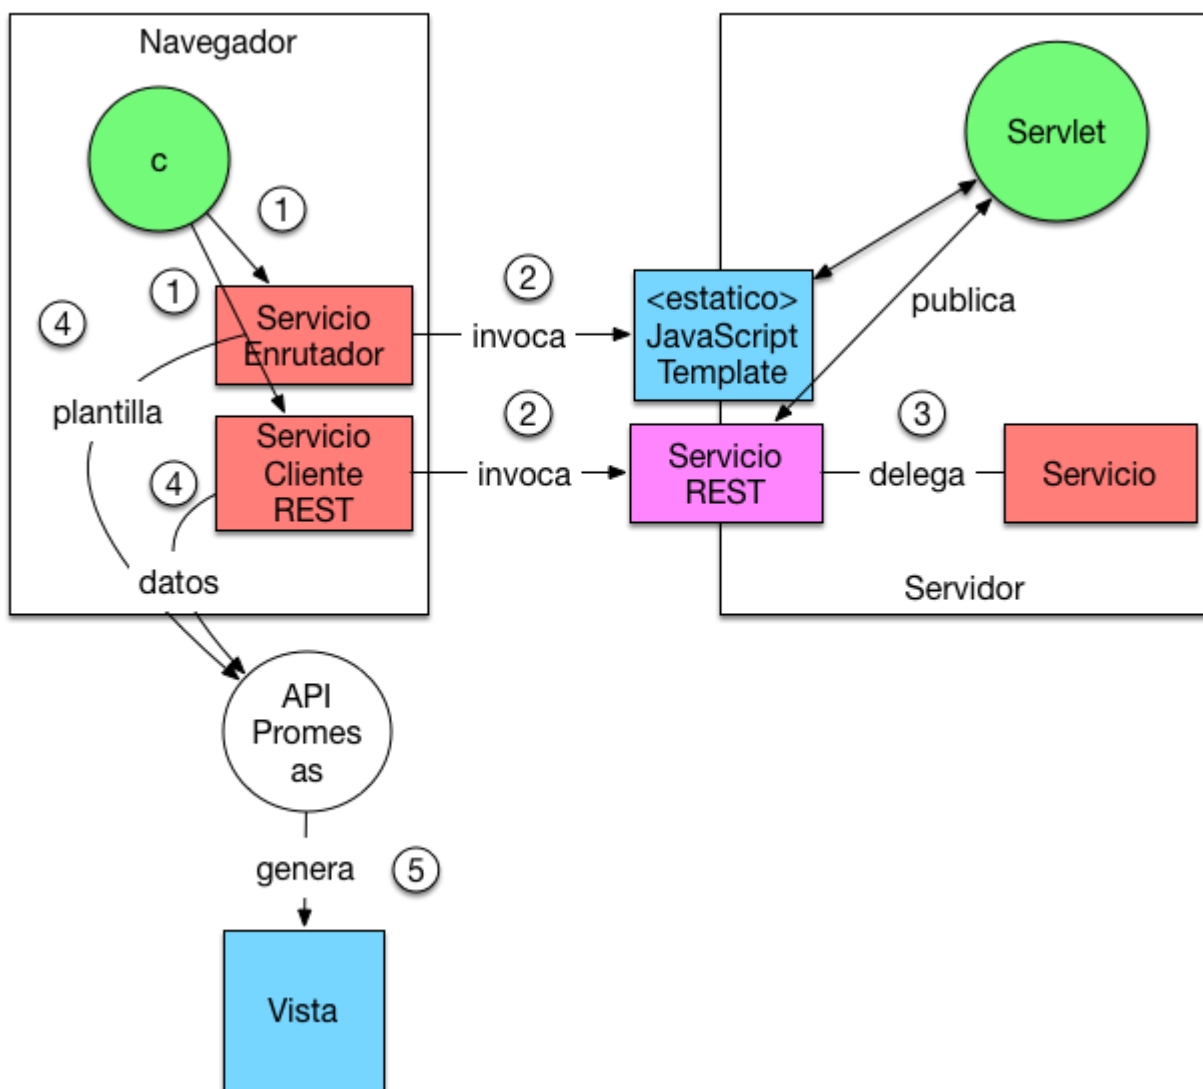 Navegador
c
Servlet
1
1
2
4
Servicio
Enrutador
invoca
<estatico>
JavaScript
Template
publica
plantilla
2
3
4
Servicio
Cliente
REST
invoca
Servicio
REST
delega
Servicio
datos
Servidor
API
Promes
as
genera
5
Vista